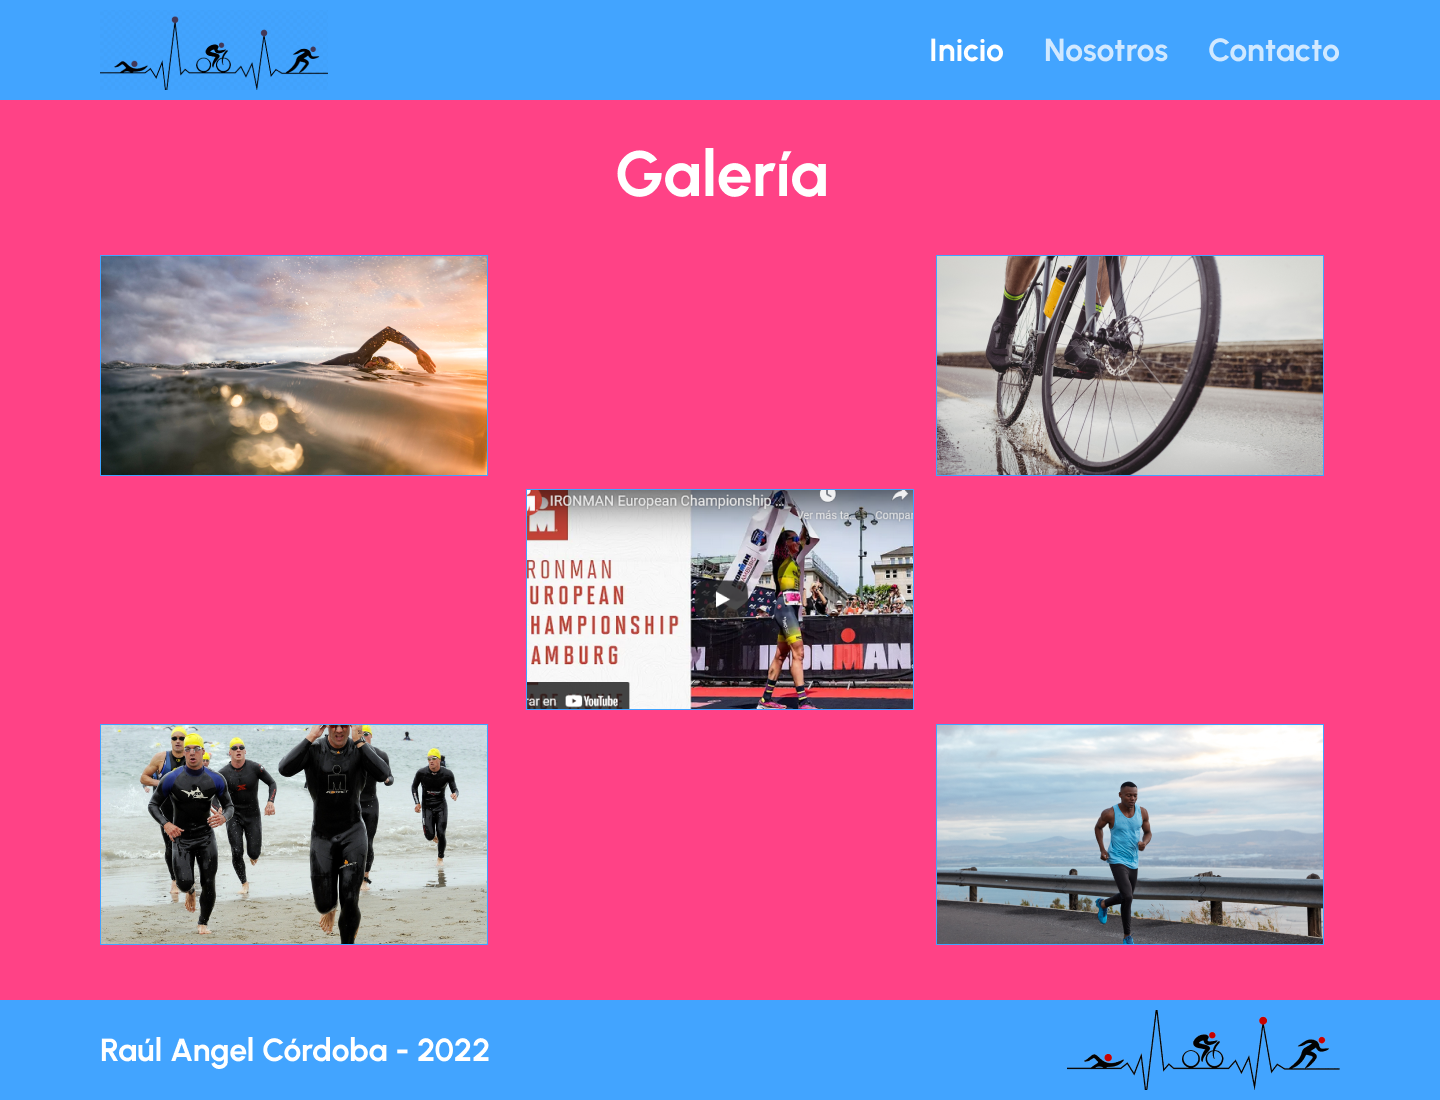 Inicio Nosotros Contacto
Galería
IRONMAN European Championship ...
Ver más ta
Compar
RONMAN
UROPEAN
HAMPIONSHIP
AMBURG
rar en YouTube
IRONMAN
Raúl Angel Córdoba - 2022